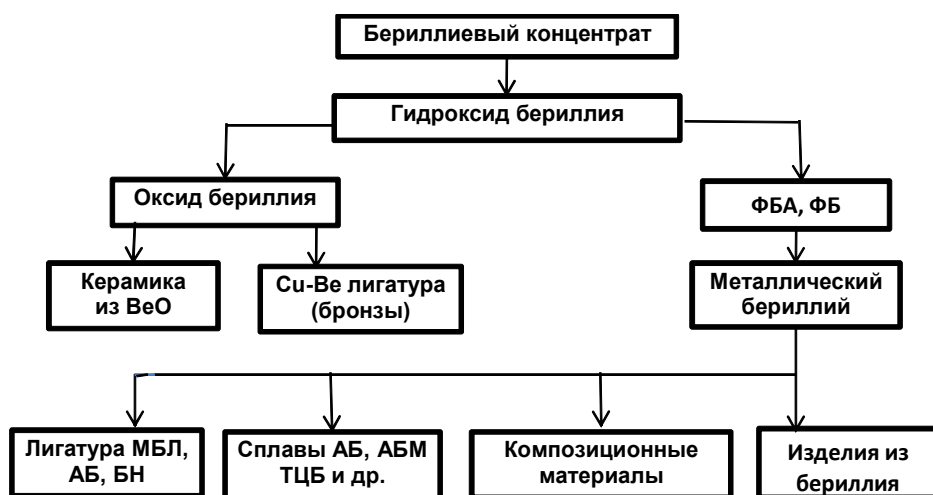 Бериллиевый концентрат
Гидроксид бериллия
Оксид бериллия
ФБА, ФБ
Керамика
из BeO
Cu-Be лигатура
(бронзы)
Металлический
бериллий
Лигатура МБЛ,
АБ, БН
Сплавы АБ, АБМ
ТЦБ и др.
Композиционные
материалы
Изделия из
бериллия